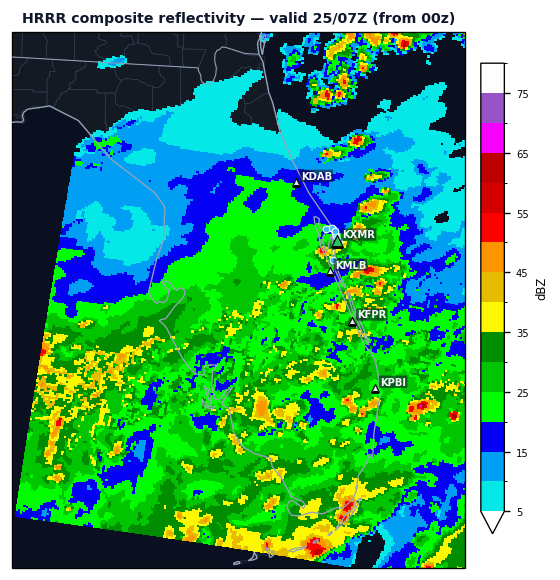 HRRR composite reflectivity — valid 25/07Z (from 00z)
75
65
55
45
35
25
15
5
dBZ
KDAB
KXMR
KMLB
KFPR
KPBI